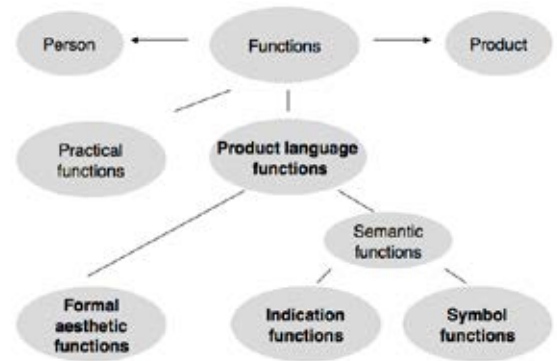 Person
Functions
Product
Practical
functions
Product language
functions
Semantic
functions
Formal
aesthetic
functions
Indication
functions
Symbol
functions